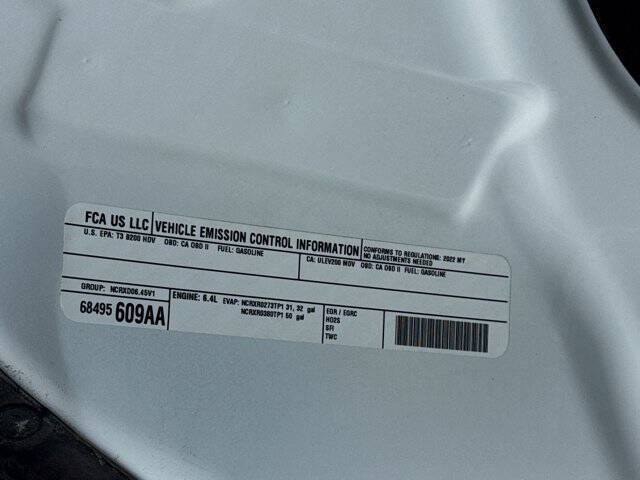 FCA US LLC VEHICLE EMISSION CONTROL INFORMATION CONFORMS TO REGULATIONS: 2022 MY
NO ADJUSTMENTS NEEDED
U.S. EPA: T3 B200 HDV OBD: CA OBD II FUEL: GASOLINE
CA: ULEV200 MDV OBD: CA OBD II FUEL: GASOLINE
GROUP: NCRXD06.45V1
68495 609AA
ENGINE: 6.4L EVAP: NCRXR0273TP1 31, 32 gal
NCRXR0380TP1 50 gal
EGR / EGRC
HO2S
SFI
TWC